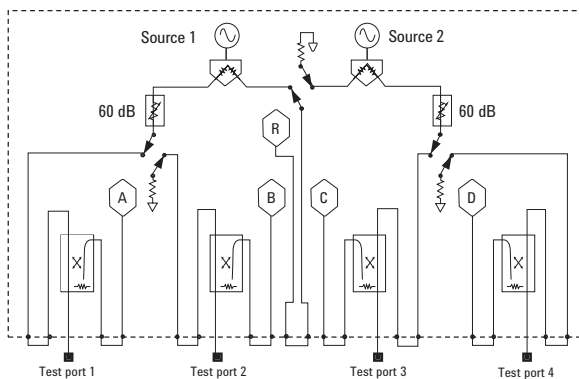 Source 1
Source 2
60 dB
60 dB
R
A
B
C
D
Test port 1
Test port 2
Test port 3
Test port 4